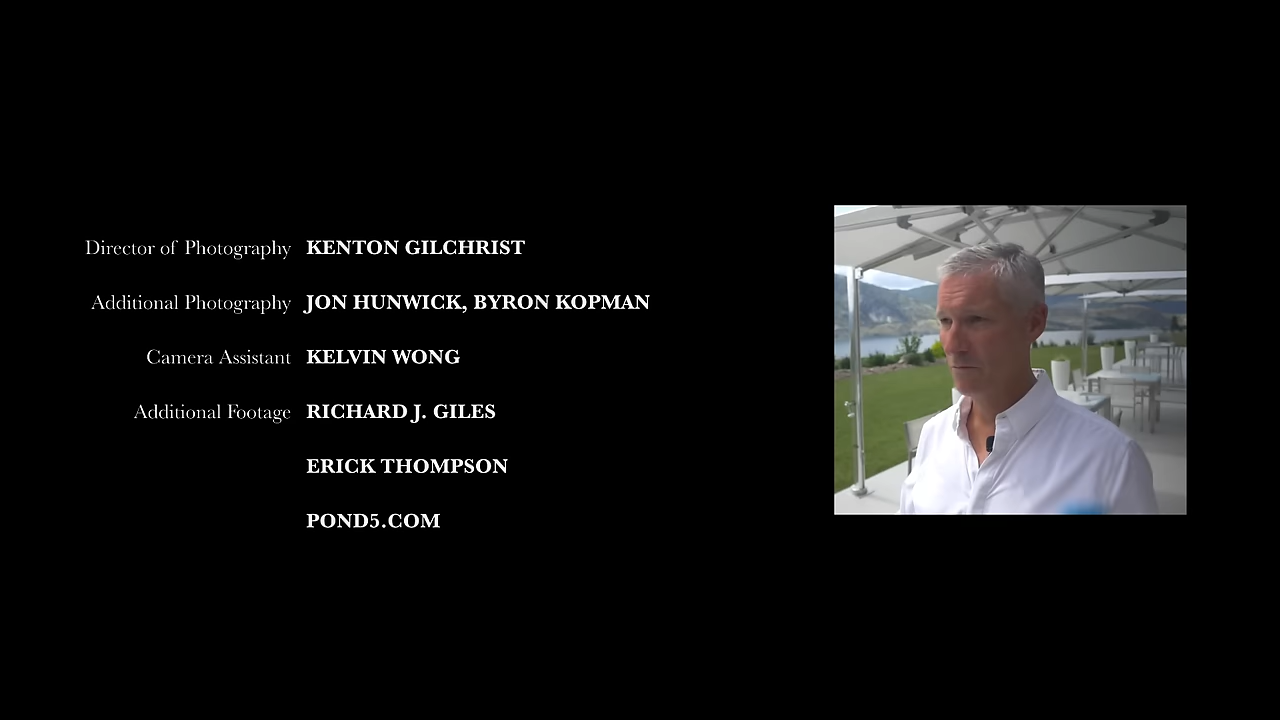 Director of Photography KENTON GILCHRIST
Additional Photography JON HUNWICK, BYRON KOPMAN
Camera Assistant KELVIN WONG
Additional Footage RICHARD J. GILES
ERICK THOMPSON
POND5.COM